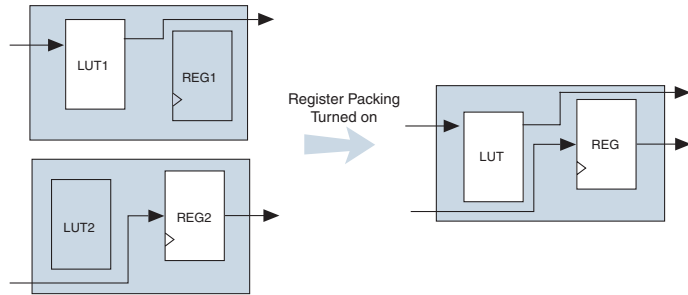 LUT1
REG1
LUT2
REG2
Register Packing
Turned on
LUT
REG